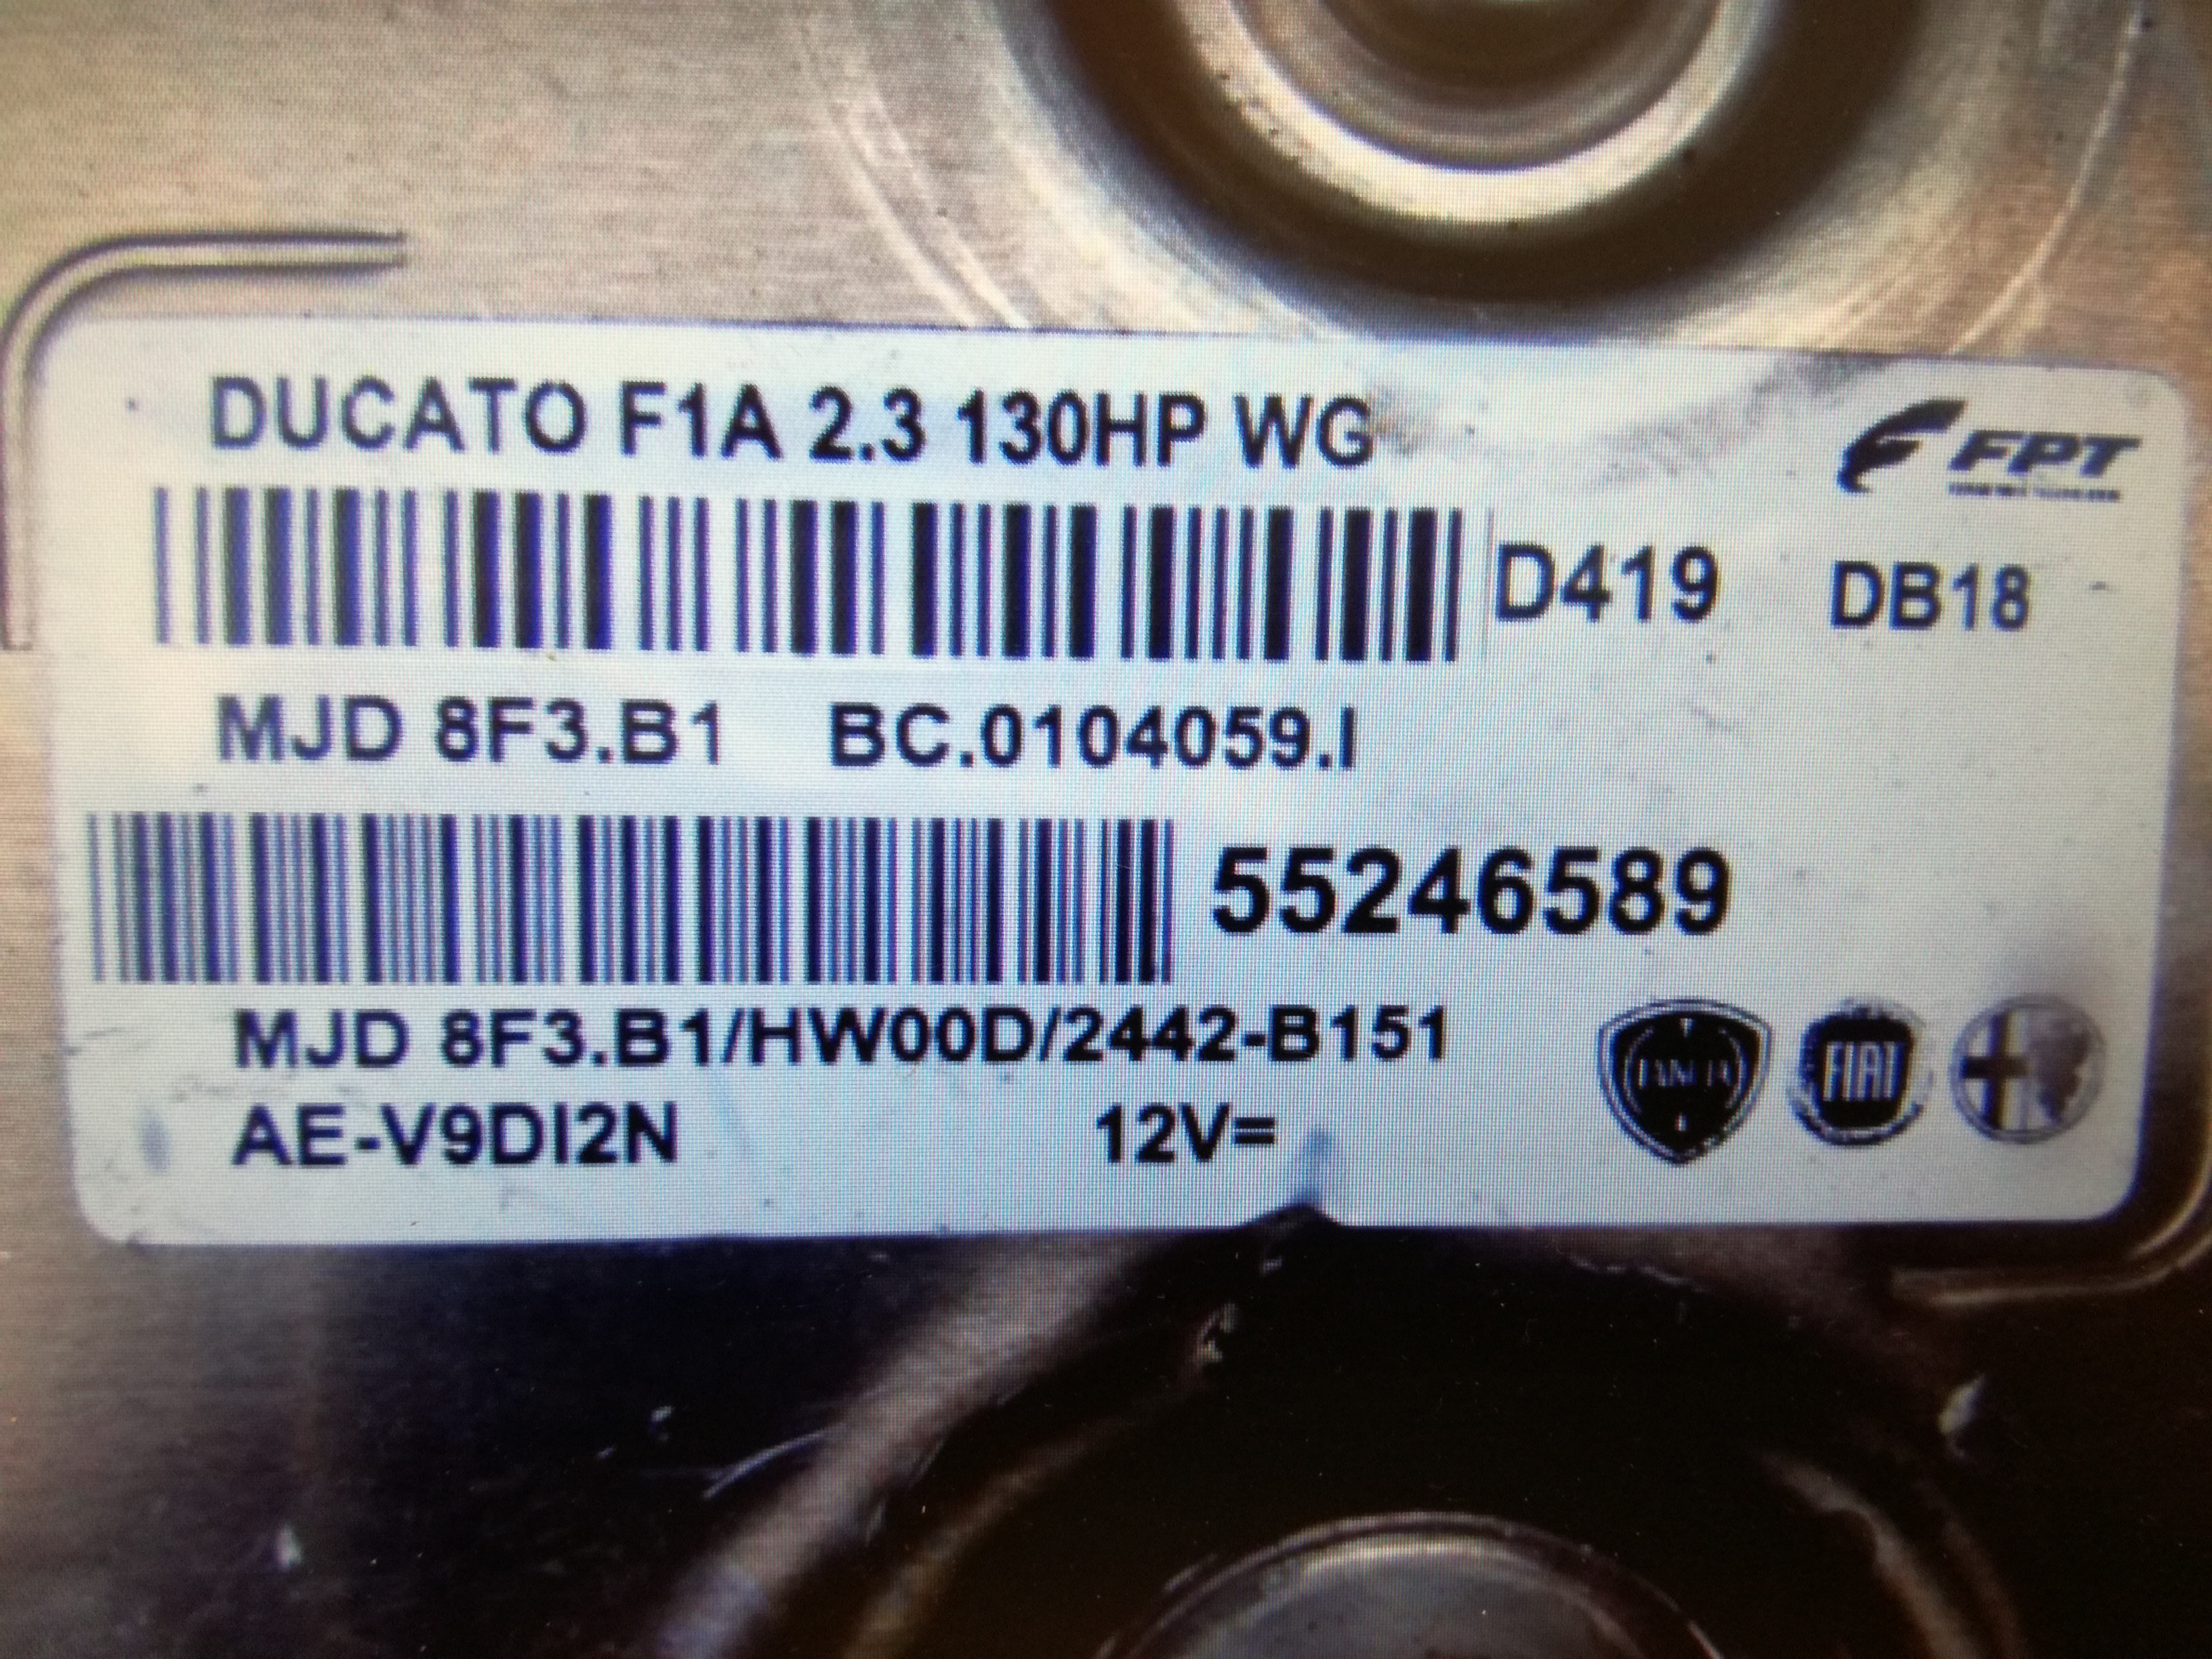 DUCATO F1A 2.3 130HP WG
FPT
D419 DB18
MJD 8F3.B1 BC.0104059.I
55246589
MJD 8F3.B1/HW00D/2442-B151
LANCIA FIAT
AE-V9DI2N 12V=